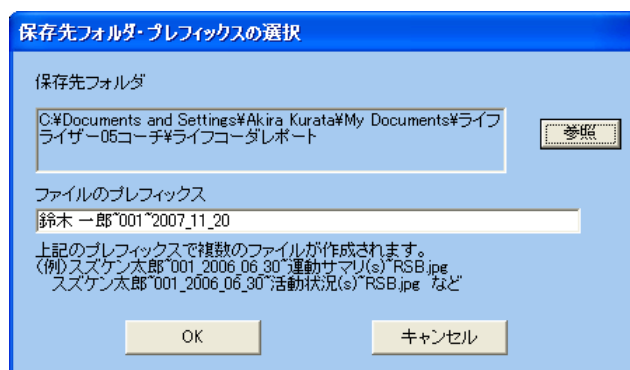 保存先フォルダ・プレフィックスの選択
保存先フォルダ
C:¥Documents and Settings¥Akira Kurata¥My Documents¥ライフ
ライザー05コーチ¥ライフコーダレポート
参照
ファイルのプレフィックス
鈴木 一郎~001~2007_11_20
上記のプレフィックスで複数のファイルが作成されます。
(例)スズケン太郎~001_2006_06_30~運動サマリ(s)~RSB.jpg
スズケン太郎~001_2006_06_30~活動状況(s)~RSB.jpg など
OK
キャンセル